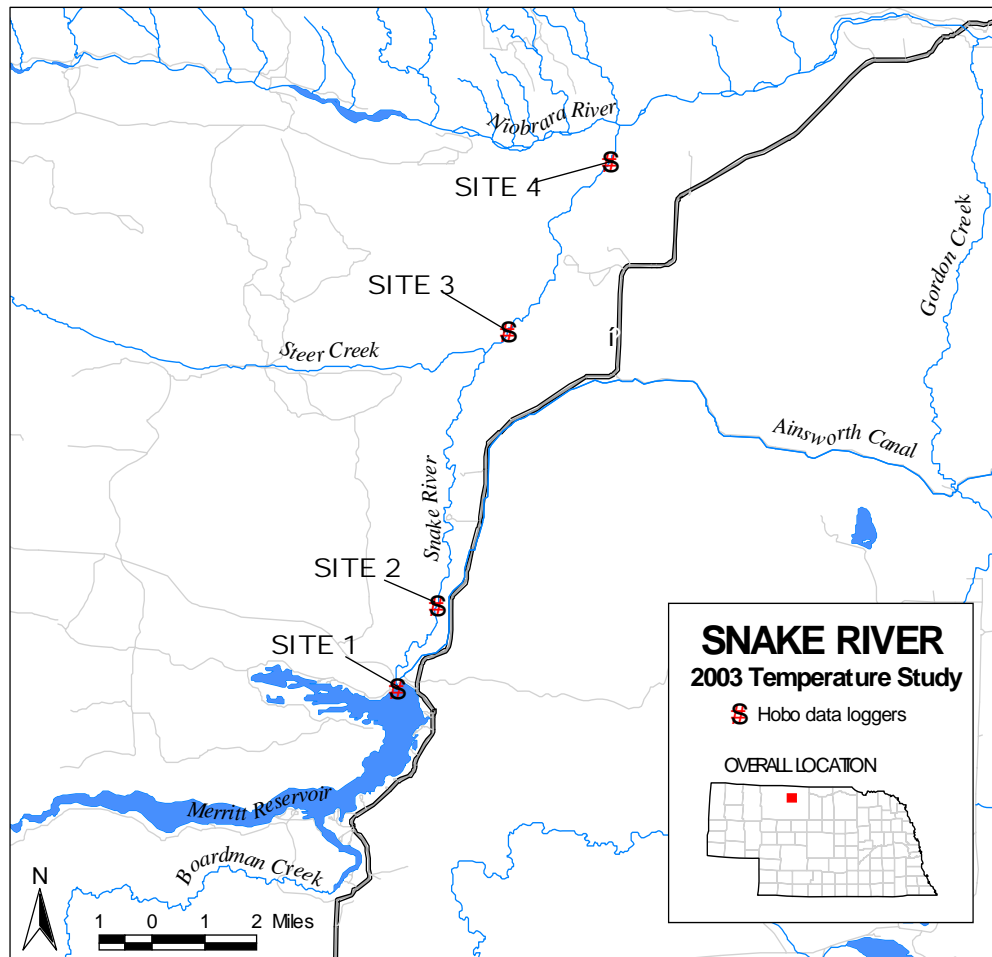 Niobrara River
SITE 4
Gordon Creek
SITE 3
Steer Creek
Ainsworth Canal
Snake River
SITE 2
SITE 1
Merritt Reservoir
Boardman Creek
N
1 0 1 2 Miles
SNAKE RIVER
2003 Temperature Study
Hobo data loggers
OVERALL LOCATION